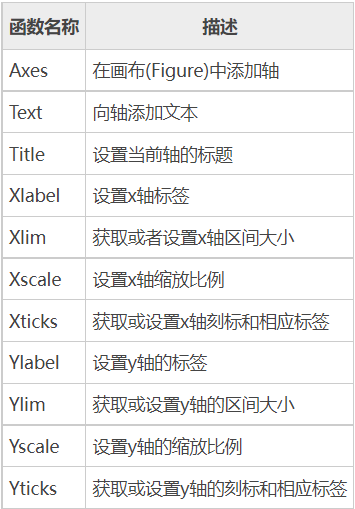 函数名称 描述
Axes 在画布(Figure)中添加轴
Text 向轴添加文本
Title 设置当前轴的标题
Xlabel 设置x轴标签
Xlim 获取或者设置x轴区间大小
Xscale 设置x轴缩放比例
Xticks 获取或设置x轴刻标和相应标签
Ylabel 设置y轴的标签
Ylim 获取或设置y轴的区间大小
Yscale 设置y轴的缩放比例
Yticks 获取或设置y轴的刻标和相应标签